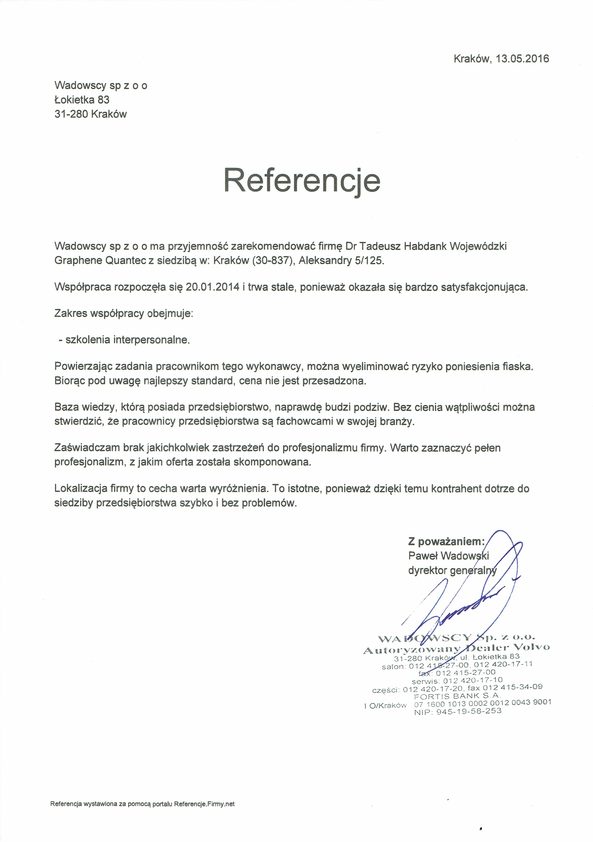 Kraków, 13.05.2016
Wadowscy sp z o o
Łokietka 83
31-280 Kraków
Referencje
Wadowscy sp z o o ma przyjemność zarekomendować firmę Dr Tadeusz Habdank Wojewódzki
Graphene Quantec z siedzibą w: Kraków (30-837), Aleksandry 5/125.
Współpraca rozpoczęła się 20.01.2014 i trwa stale, ponieważ okazała się bardzo satysfakcjonująca.
Zakres współpracy obejmuje:
- szkolenia interpersonalne.
Powierzając zadania pracownikom tego wykonawcy, można wyeliminować ryzyko poniesienia fiaska.
Biorąc pod uwagę najlepszy standard, cena nie jest przesadzona.
Baza wiedzy, którą posiada przedsiębiorstwo, naprawdę budzi podziw. Bez cienia wątpliwości można
stwierdzić, że pracownicy przedsiębiorstwa są fachowcami w swojej branży.
Zaświadczam brak jakichkolwiek zastrzeżeń do profesjonalizmu firmy. Warto zaznaczyć pełen
profesjonalizm, z jakim oferta została skomponowana.
Lokalizacja firmy to cecha warta wyróżnienia. To istotne, ponieważ dzięki temu kontrahent dotrze do
siedziby przedsiębiorstwa szybko i bez problemów.
Z poważaniem:
Paweł Wadowski
dyrektor generalny
WADOWSCY Sp. z o.o.
Autoryzowany Dealer Volvo
31-280 Kraków, ul. Łokietka 83
salon: 012 415-27-00, 012 420-17-11
fax: 012 415-27-00
serwis: 012 420-17-10
części: 012 420-17-20, fax 012 415-34-09
FORTIS BANK S.A.
I O/Kraków 07 1600 1013 0002 0012 0043 9001
NIP: 945-19-58-253
Referencja wystawiona za pomocą portalu Referencje.Firmy.net